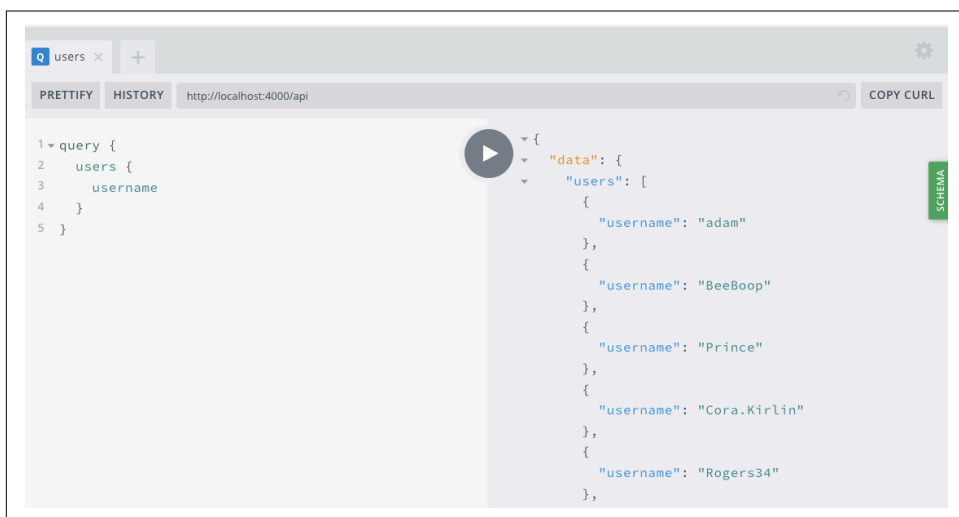 Q users ×
+
PRETTIFY HISTORY http://localhost:4000/api COPY CURL
1 query {
2 users {
3 username
4 }
5 }
{
"data": {
"users": [
{
"username": "adam"
},
{
"username": "BeeBoop"
},
{
"username": "Prince"
},
{
"username": "Cora.Kirlin"
},
{
"username": "Rogers34"
},
SCHEMA